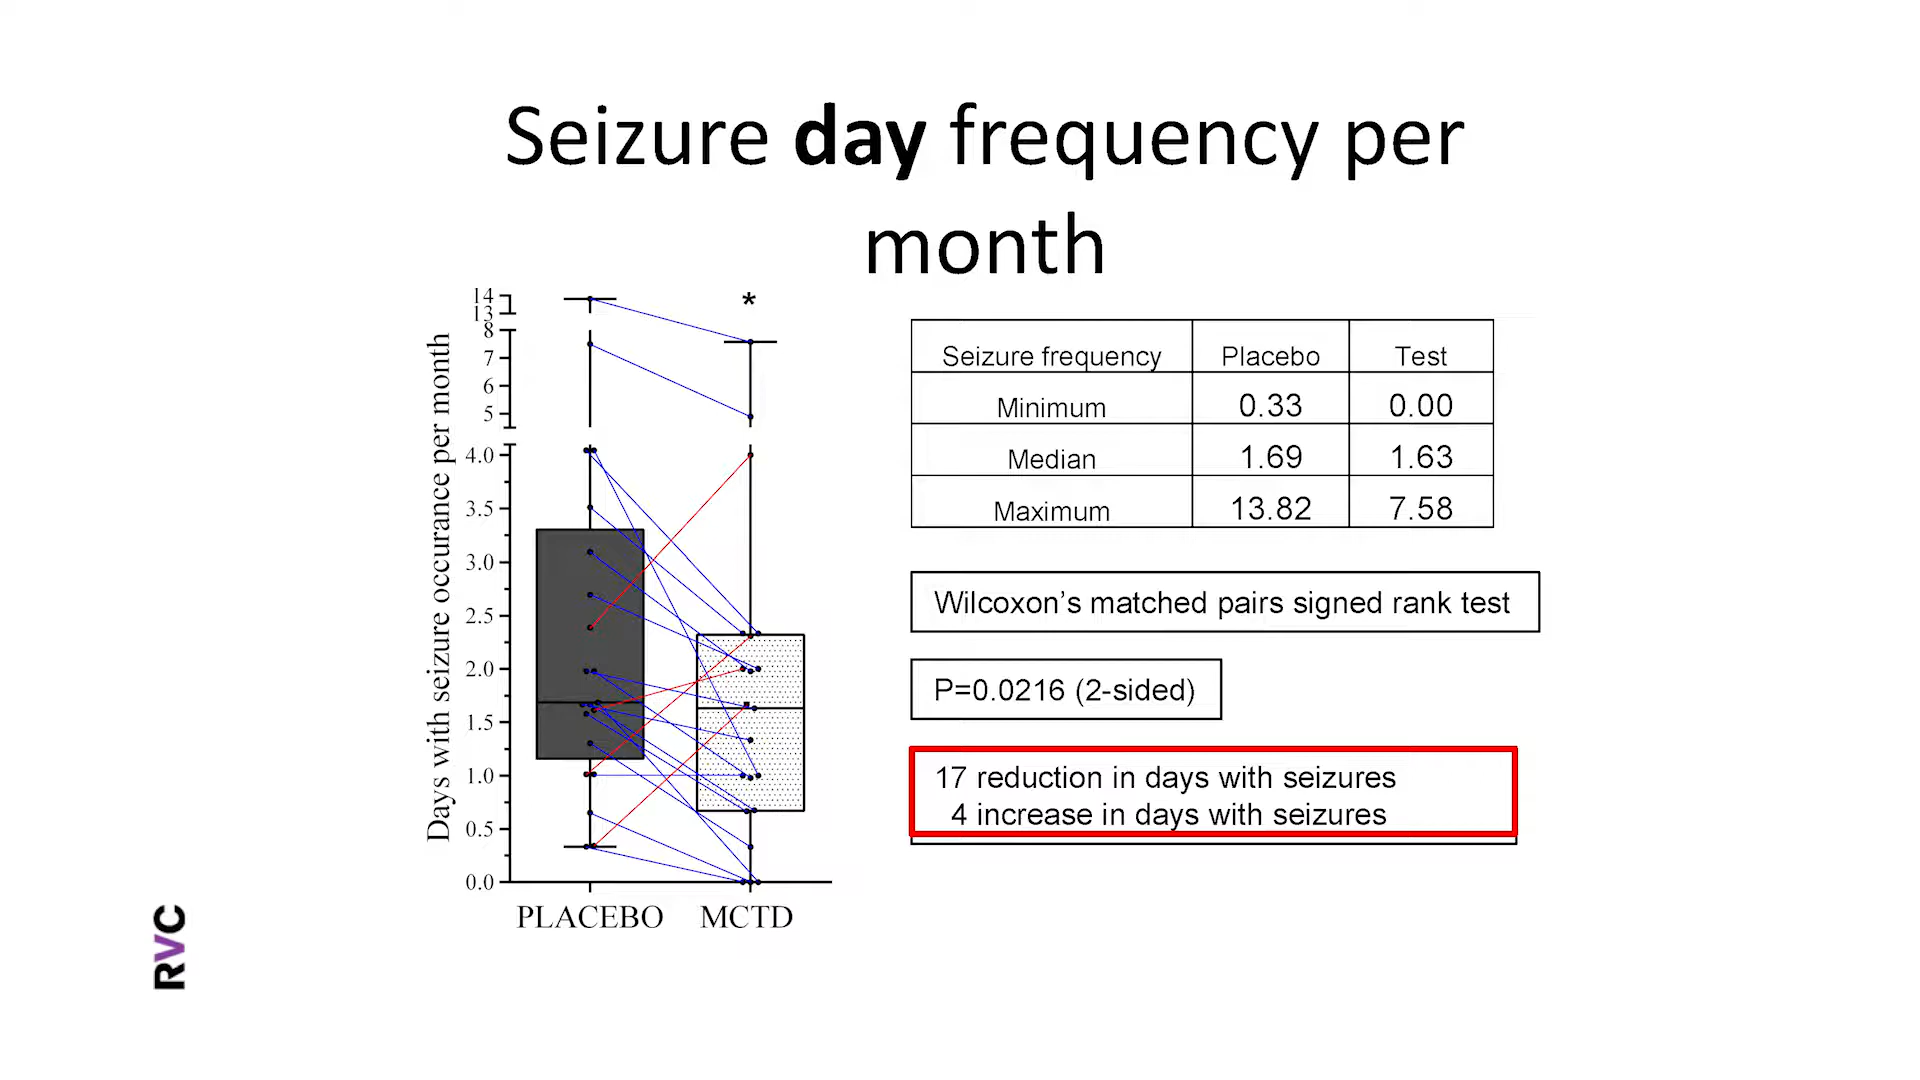 Seizure day frequency per
month
Days with seizure occurance per month
14
13
8
7
6
5
4.0
3.5
3.0
2.5
2.0
1.5
1.0
0.5
0.0
*
PLACEBO MCTD
Seizure frequency Placebo Test
Minimum 0.33 0.00
Median 1.69 1.63
Maximum 13.82 7.58
Wilcoxon’s matched pairs signed rank test
P=0.0216 (2-sided)
17 reduction in days with seizures
4 increase in days with seizures
RVC